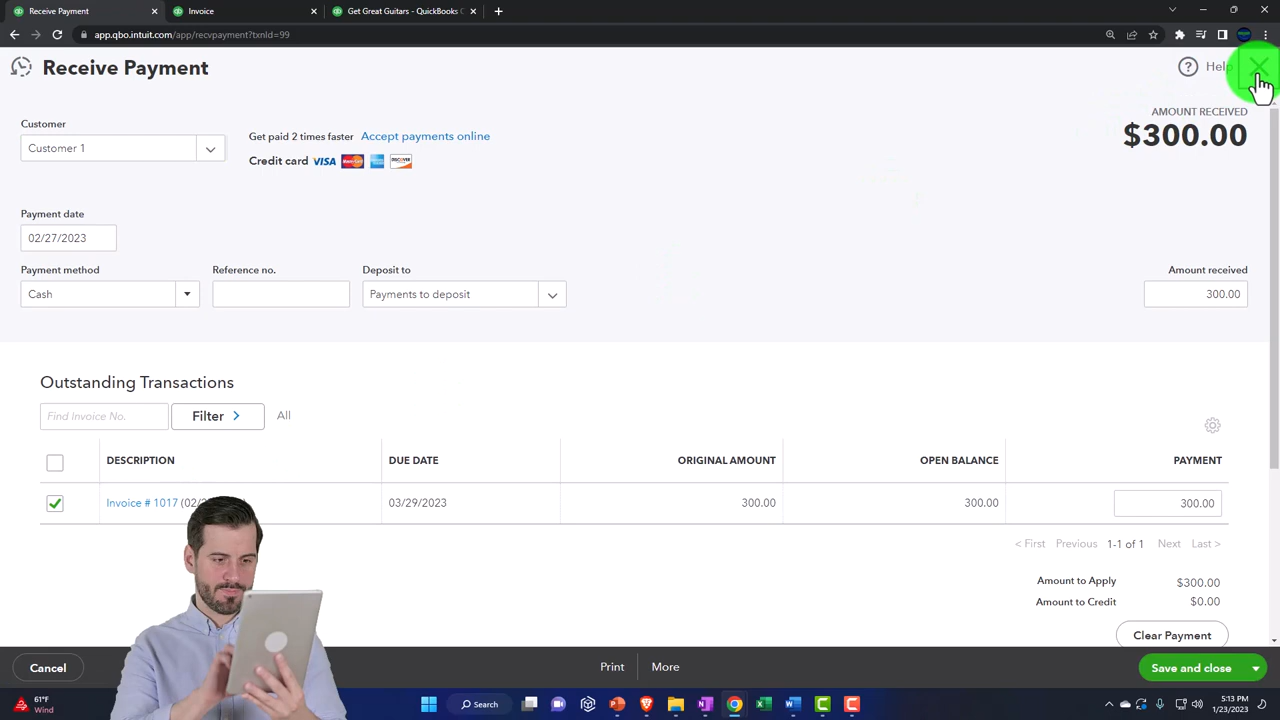 Receive Payment
Invoice
Get Great Guitars - QuickBooks
app.qbo.intuit.com/app/recvpayment?txnId=99
Receive Payment
Help
Customer
Customer 1
Get paid 2 times faster Accept payments online
Credit card VISA
AMOUNT RECEIVED
$300.00
Payment date
02/27/2023
Payment method
Reference no.
Deposit to
Amount received
Cash
Payments to deposit
300.00
Outstanding Transactions
Find Invoice No.
Filter
All
DESCRIPTION
DUE DATE
ORIGINAL AMOUNT
OPEN BALANCE
PAYMENT
Invoice # 1017
03/29/2023
300.00
300.00
300.00
< First Previous 1-1 of 1 Next Last >
Amount to Apply
$300.00
Amount to Credit
$0.00
Clear Payment
Cancel
Print
More
Save and close
61°F
Wind
Search
5:13 PM
1/23/2023